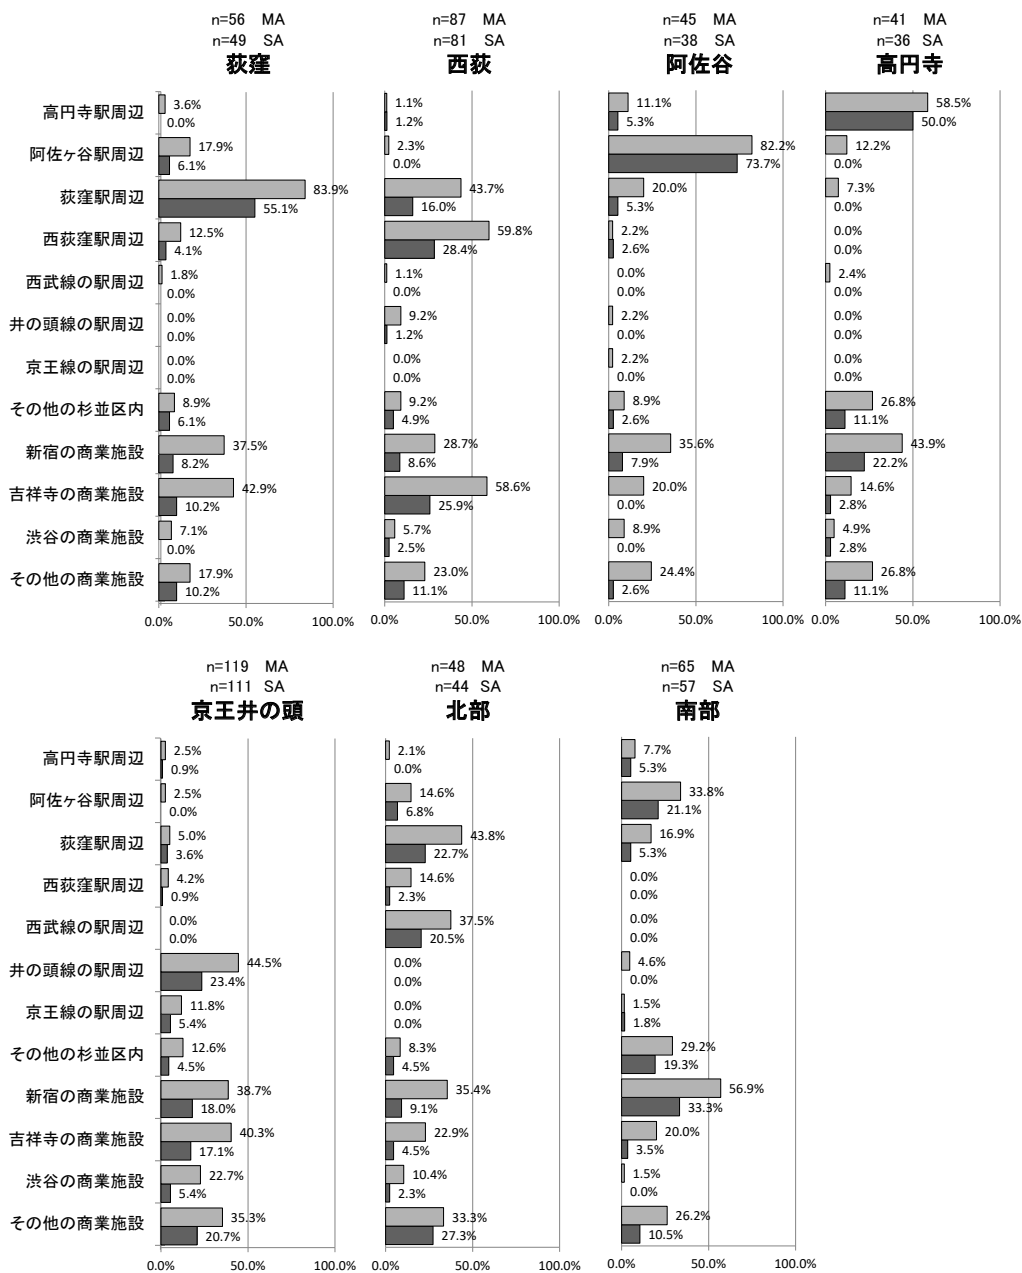 n=56 MA
n=49 SA
荻窪
n=87 MA
n=81 SA
西荻
n=45 MA
n=38 SA
阿佐谷
n=41 MA
n=36 SA
高円寺
高円寺駅周辺 3.6% 1.1% 11.1% 58.5%
0.0% 1.2% 5.3% 50.0%
阿佐ヶ谷駅周辺 17.9% 2.3% 82.2% 12.2%
6.1% 0.0% 73.7% 0.0%
荻窪駅周辺 83.9% 43.7% 20.0% 7.3%
55.1% 16.0% 5.3% 0.0%
西荻窪駅周辺 12.5% 59.8% 2.2% 0.0%
4.1% 28.4% 2.6% 0.0%
西武線の駅周辺 1.8% 1.1% 0.0% 2.4%
0.0% 0.0% 0.0% 0.0%
井の頭線の駅周辺 0.0% 9.2% 2.2% 0.0%
0.0% 1.2% 0.0% 0.0%
京王線の駅周辺 0.0% 0.0% 2.2% 0.0%
0.0% 0.0% 0.0% 0.0%
その他の杉並区内 8.9% 9.2% 8.9% 26.8%
6.1% 4.9% 2.6% 11.1%
新宿の商業施設 37.5% 28.7% 35.6% 43.9%
8.2% 8.6% 7.9% 22.2%
吉祥寺の商業施設 42.9% 58.6% 20.0% 14.6%
10.2% 25.9% 0.0% 2.8%
渋谷の商業施設 7.1% 5.7% 8.9% 4.9%
0.0% 2.5% 0.0% 2.8%
その他の商業施設 17.9% 23.0% 24.4% 26.8%
10.2% 11.1% 2.6% 11.1%
0.0% 50.0% 100.0% 0.0% 50.0% 100.0% 0.0% 50.0% 100.0% 0.0% 50.0% 100.0%
n=119 MA
n=111 SA
京王井の頭
n=48 MA
n=44 SA
北部
n=65 MA
n=57 SA
南部
高円寺駅周辺 2.5% 2.1% 7.7%
0.9% 0.0% 5.3%
阿佐ヶ谷駅周辺 2.5% 14.6% 33.8%
0.0% 6.8% 21.1%
荻窪駅周辺 5.0% 43.8% 16.9%
3.6% 22.7% 5.3%
西荻窪駅周辺 4.2% 14.6% 0.0%
0.9% 2.3% 0.0%
西武線の駅周辺 0.0% 37.5% 0.0%
0.0% 20.5% 0.0%
井の頭線の駅周辺 44.5% 0.0% 4.6%
23.4% 0.0% 0.0%
京王線の駅周辺 11.8% 0.0% 1.5%
5.4% 0.0% 1.8%
その他の杉並区内 12.6% 8.3% 29.2%
4.5% 4.5% 19.3%
新宿の商業施設 38.7% 35.4% 56.9%
18.0% 9.1% 33.3%
吉祥寺の商業施設 40.3% 22.9% 20.0%
17.1% 4.5% 3.5%
渋谷の商業施設 22.7% 10.4% 1.5%
5.4% 2.3% 0.0%
その他の商業施設 35.3% 33.3% 26.2%
20.7% 27.3% 10.5%
0.0% 50.0% 100.0% 0.0% 50.0% 100.0% 0.0% 50.0% 100.0%